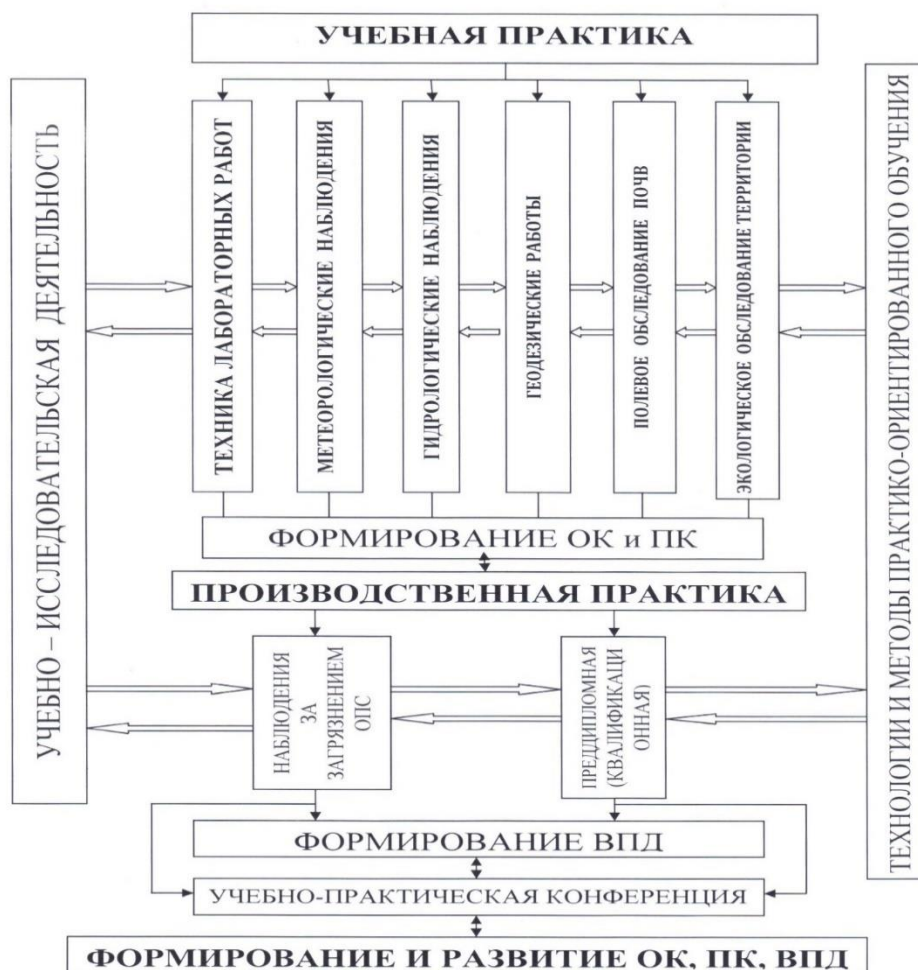 УЧЕБНАЯ ПРАКТИКА
УЧЕБНО – ИССЛЕДОВАТЕЛЬСКАЯ ДЕЯТЕЛЬНОСТЬ
ТЕХНИКА ЛАБОРАТОРНЫХ РАБОТ
МЕТЕОРОЛОГИЧЕСКИЕ НАБЛЮДЕНИЯ
ГИДРОЛОГИЧЕСКИЕ НАБЛЮДЕНИЯ
ГЕОДЕЗИЧЕСКИЕ РАБОТЫ
ПОЛЕВОЕ ОБСЛЕДОВАНИЕ ПОЧВ
ЭКОЛОГИЧЕСКОЕ ОБСЛЕДОВАНИЕ ТЕРРИТОРИИ
ТЕХНОЛОГИИ И МЕТОДЫ ПРАКТИКО-ОРИЕНТИРОВАННОГО ОБУЧЕНИЯ
ФОРМИРОВАНИЕ ОК и ПК
ПРОИЗВОДСТВЕННАЯ ПРАКТИКА
НАБЛЮДЕНИЯ
ЗА
ЗАГРЯЗНЕНИЕМ
ОПС
ПРЕДДИПЛОМНАЯ
(КВАЛИФИКАЦИ
ОННАЯ)
ФОРМИРОВАНИЕ ВПД
УЧЕБНО-ПРАКТИЧЕСКАЯ КОНФЕРЕНЦИЯ
ФОРМИРОВАНИЕ И РАЗВИТИЕ ОК, ПК, ВПД